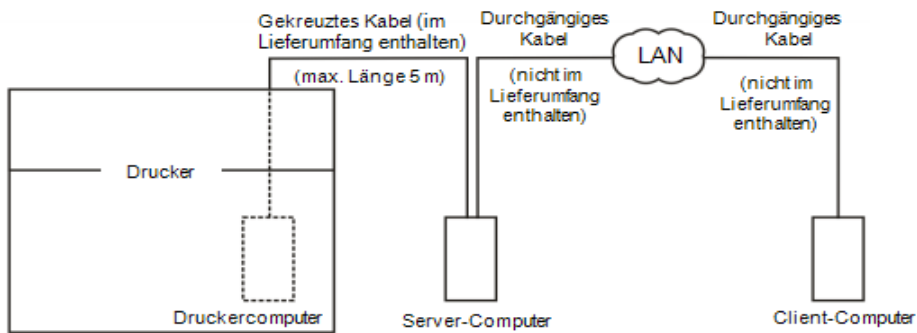 Gekreuztes Kabel (im
Lieferumfang enthalten)
(max. Länge 5 m)
Durchgängiges
Kabel
(nicht im
Lieferumfang
enthalten)
LAN
Durchgängiges
Kabel
(nicht im
Lieferumfang
enthalten)
Drucker
Druckercomputer
Server-Computer
Client-Computer